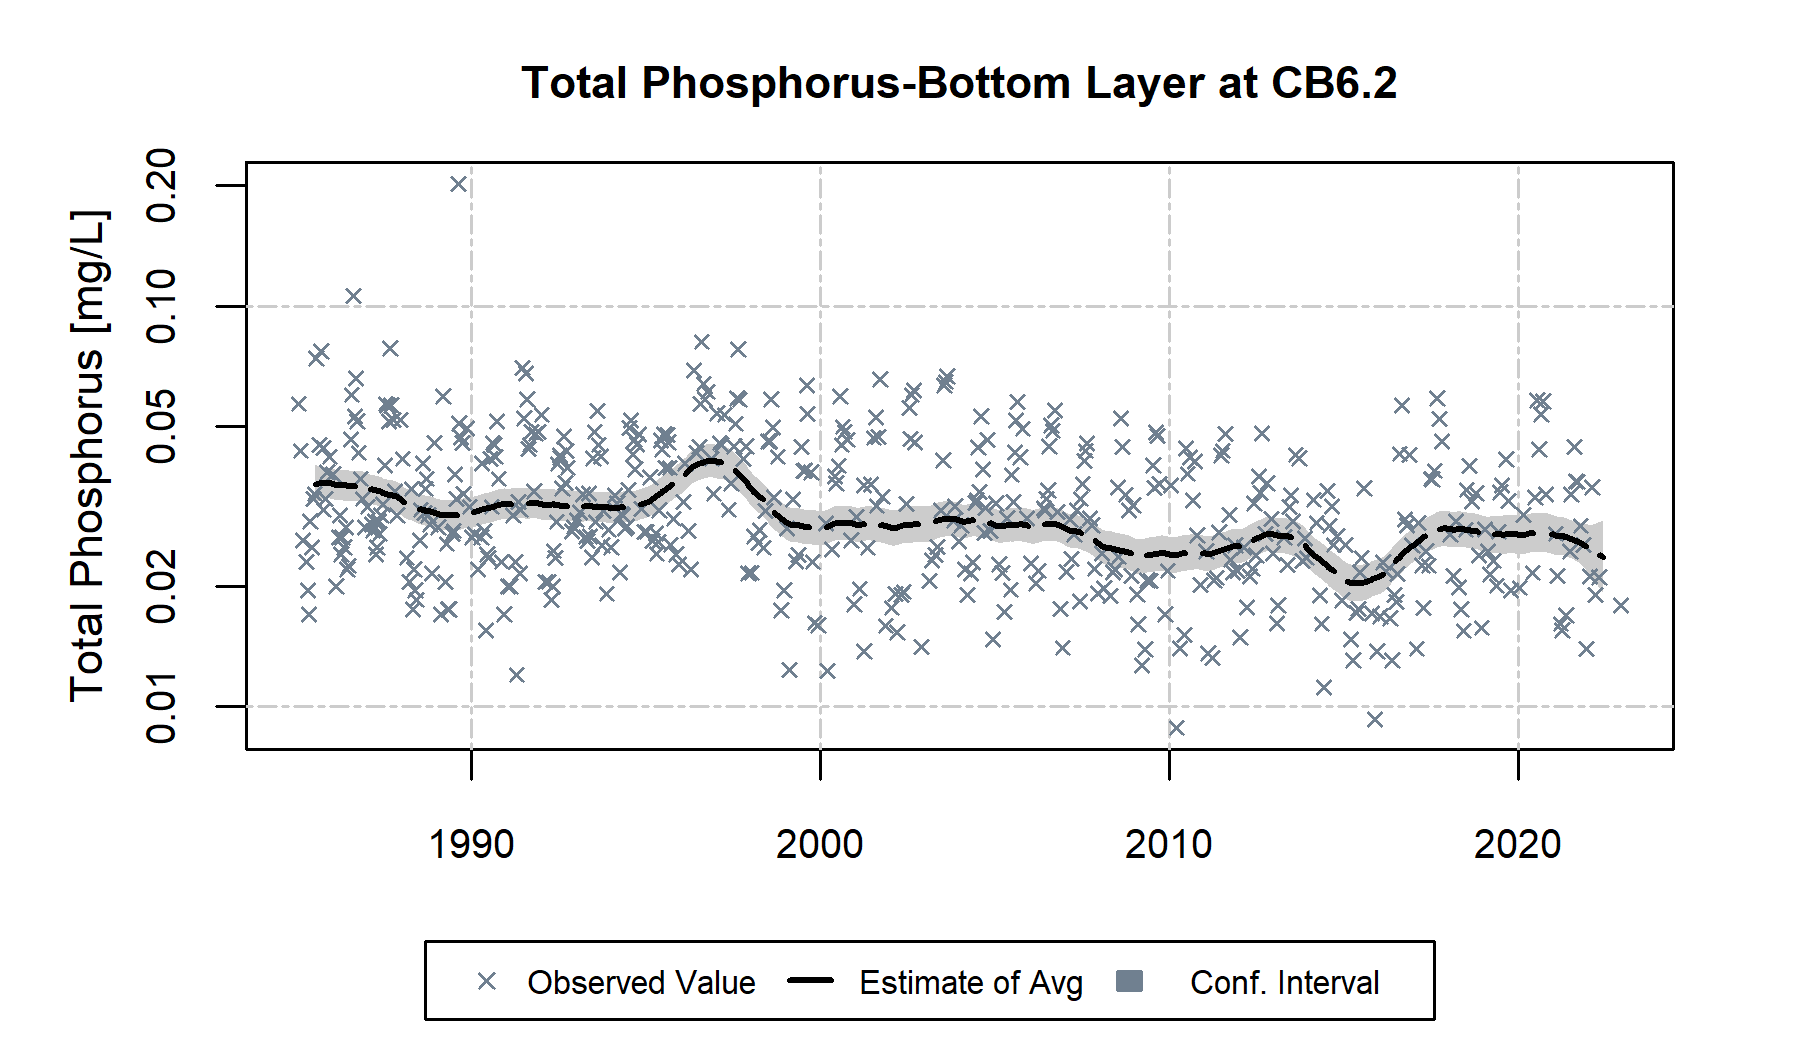 Total Phosphorus-Bottom Layer at CB6.2
Total Phosphorus [mg/L]
0.20
0.10
0.05
0.02
0.01
1990 2000 2010 2020
Observed Value Estimate of Avg Conf. Interval